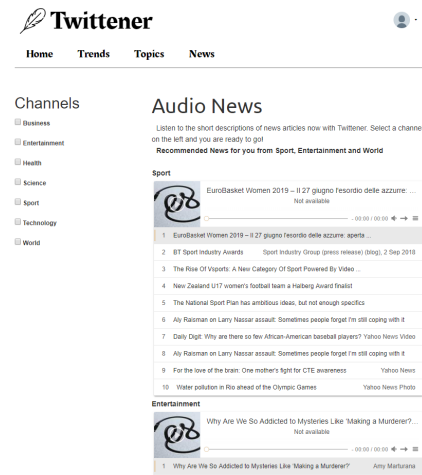 Twittener
Home Trends Topics News
Channels
Business
Entertainment
Health
Science
Sport
Technology
World
Audio News
Listen to the short descriptions of news articles now with Twittener. Select a channe
on the left and you are ready to go!
Recommended News for you from Sport, Entertainment and World
Sport
EuroBasket Women 2019 – Il 27 giugno l'esordio delle azzurre: ...
Not available
- 00:00 / 00:00
1 EuroBasket Women 2019 – Il 27 giugno l'esordio delle azzurre: aperta ...
2 BT Sport Industry Awards Sport Industry Group (press release) (blog), 2 Sep 2018
3 The Rise Of Vsports: A New Category Of Sport Powered By Video ...
4 New Zealand U17 women's football team a Halberg Award finalist
5 The National Sport Plan has ambitious ideas, but not enough specifics
6 Aly Raisman on Larry Nassar assault: Sometimes people forget I'm still coping with it
7 Daily Digit: Why are there so few African-American baseball players? Yahoo News Video
8 Aly Raisman on Larry Nassar assault: Sometimes people forget I'm still coping with it
9 For the love of the brain: One mother's fight for CTE awareness Yahoo News
10 Water pollution in Rio ahead of the Olympic Games Yahoo News Photo
Entertainment
Why Are We So Addicted to Mysteries Like 'Making a Murderer?'...
Not available
- 00:00 / 00:00
1 Why Are We So Addicted to Mysteries Like 'Making a Murderer?' Amy Marturana